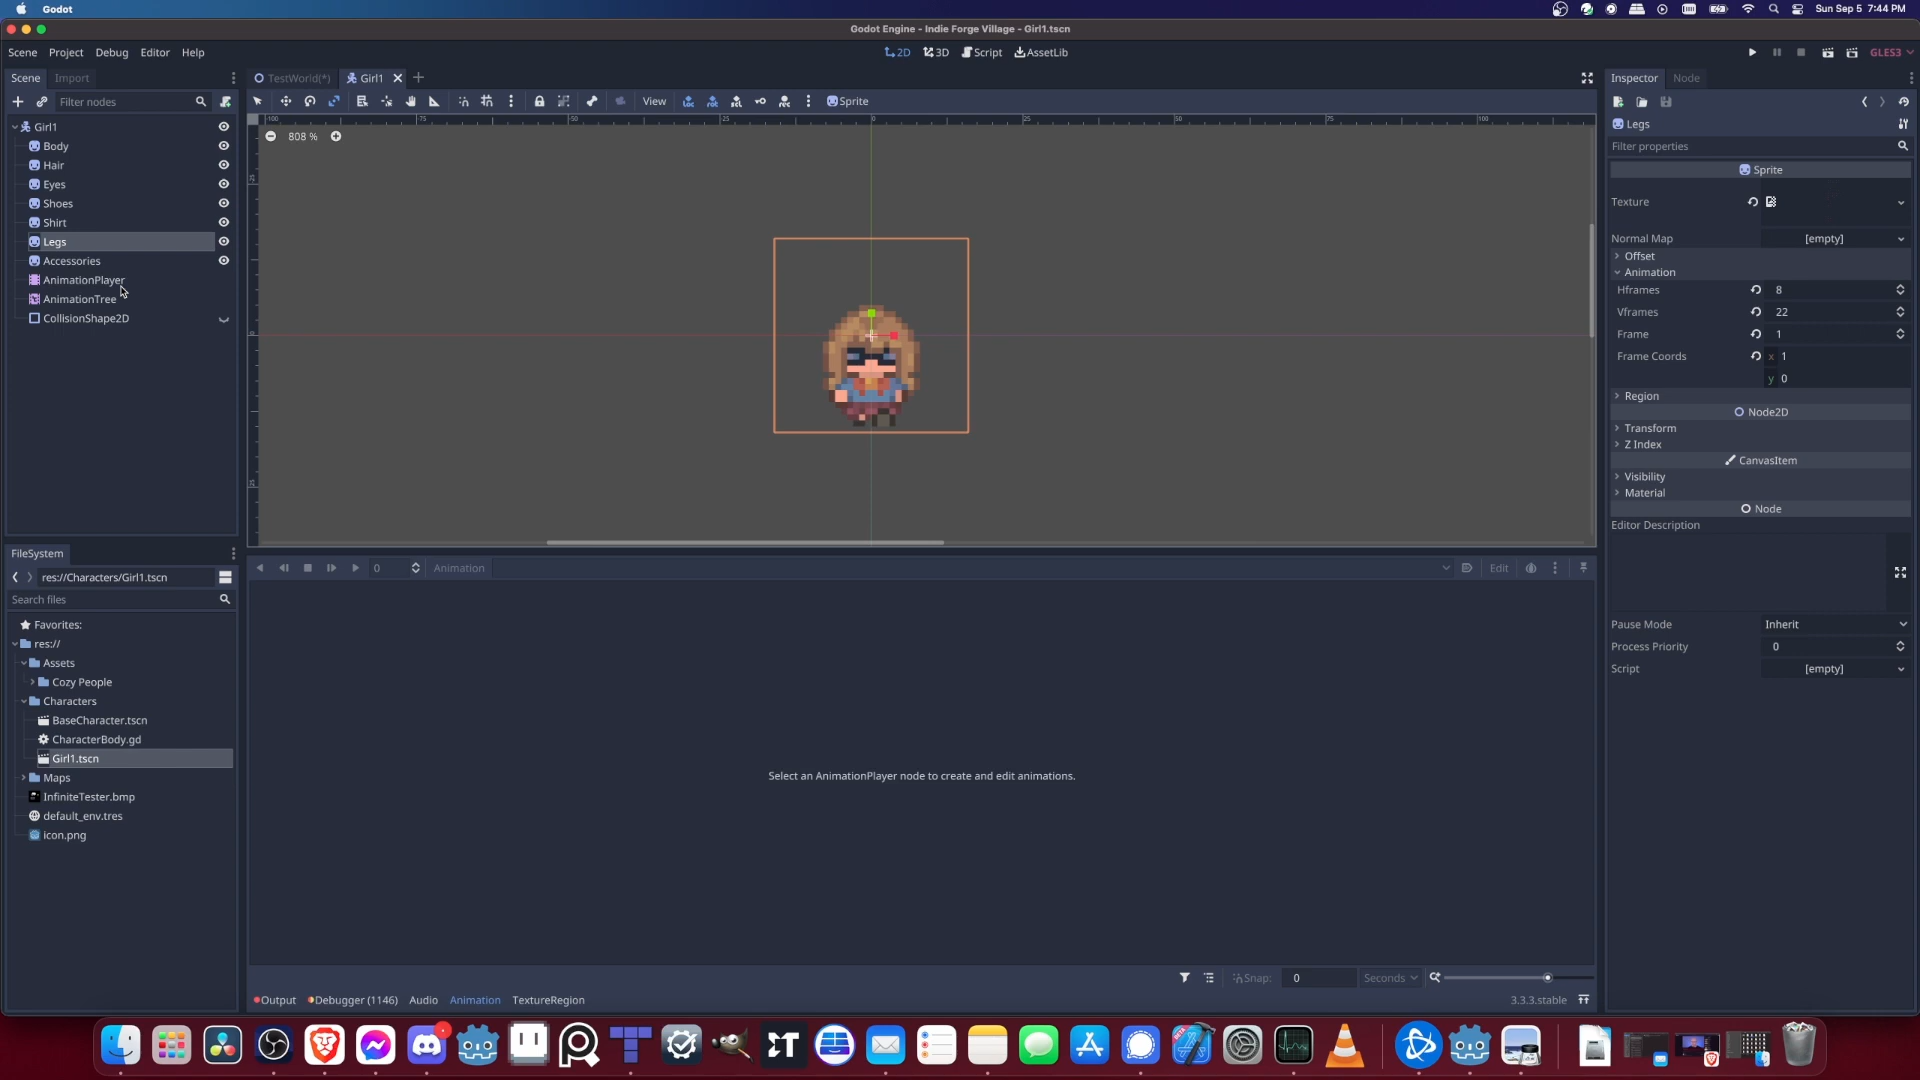 Godot
Sun Sep 5 7:44 PM
Godot Engine - Indie Forge Village - Girl1.tscn
Scene Project Debug Editor Help
2D 3D Script AssetLib
GLES3
Scene Import
TestWorld(*) Girl1
Inspector Node
Filter nodes
View
Sprite
Girl1
Body
Hair
Eyes
Shoes
Shirt
Legs
Accessories
AnimationPlayer
AnimationTree
CollisionShape2D
808 %
Legs
Filter properties
Sprite
Texture
Normal Map [empty]
Offset
Animation
Hframes 8
Vframes 22
Frame 1
Frame Coords x 1
y 0
Region
Node2D
Transform
Z Index
CanvasItem
Visibility
Material
Node
Editor Description
Pause Mode Inherit
Process Priority 0
Script [empty]
FileSystem
res://Characters/Girl1.tscn
Search files
Favorites:
res://
Assets
Cozy People
Characters
BaseCharacter.tscn
CharacterBody.gd
Girl1.tscn
Maps
InfiniteTester.bmp
default_env.tres
icon.png
0 Animation Edit
Select an AnimationPlayer node to create and edit animations.
Snap: 0 Seconds
Output Debugger (1146) Audio Animation TextureRegion
3.3.3.stable